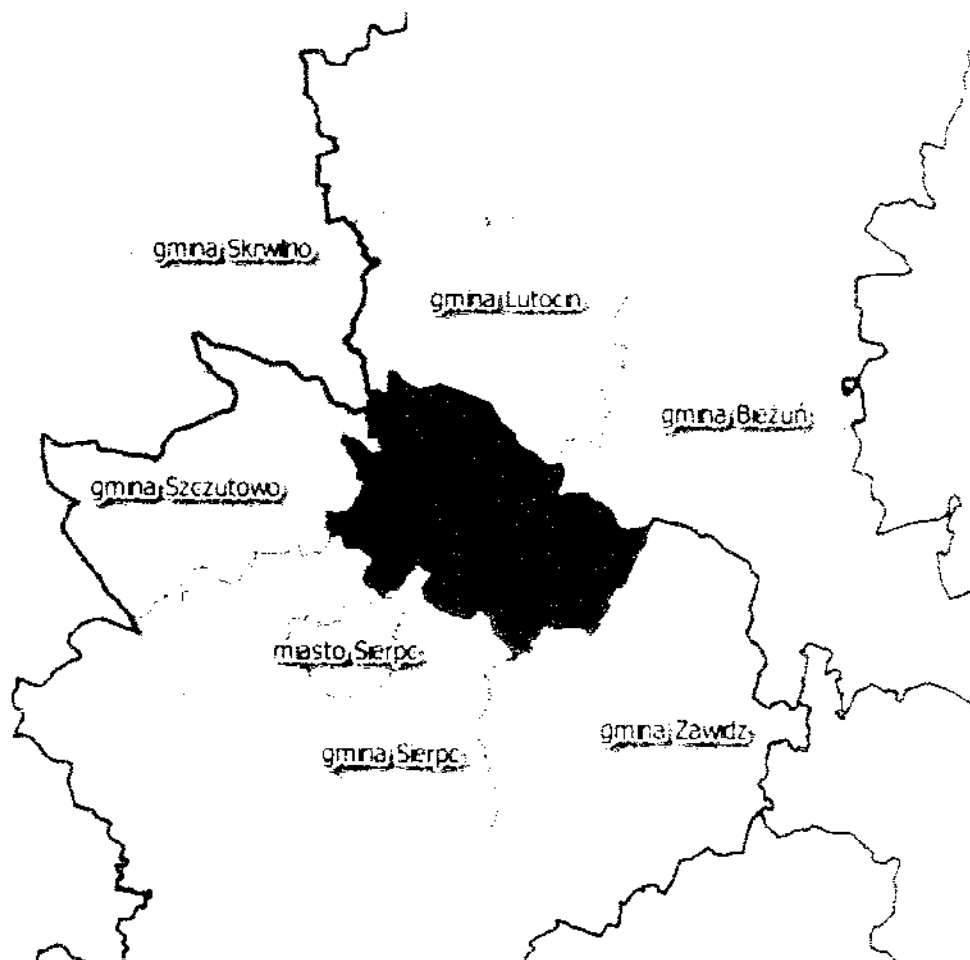 gmina Skrwilno
gmina Lutocin
gmina Bieżuń
gmina Szczutowo
miasto Sierpc
gmina Zawidz
gmina Sierpc